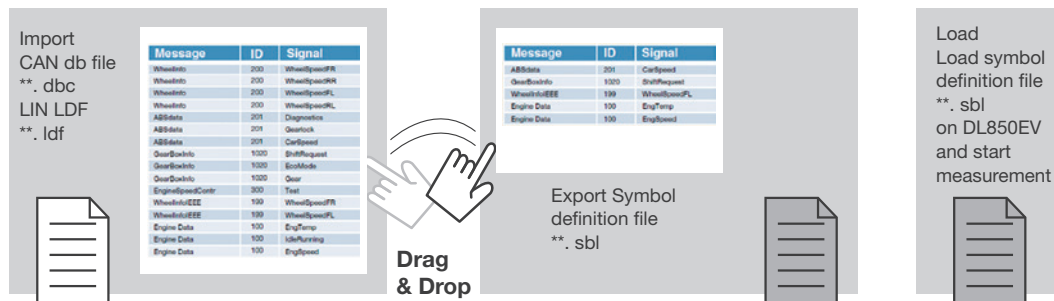 Import
CAN db file
**. dbc
LIN LDF
**. ldf
Message ID Signal
WheelInfo 200 WheelSpeedFR
WheelInfo 200 WheelSpeedRR
WheelInfo 200 WheelSpeedFL
WheelInfo 200 WheelSpeedRL
ABSdata 201 Diagnostics
ABSdata 201 Gearlock
ABSdata 201 CarSpeed
GearBoxInfo 1020 ShiftRequest
GearBoxInfo 1020 EcoMode
GearBoxInfo 1020 Gear
EngineSpeedContr 300 Test
WheelInfoIEEE 199 WheelSpeedFR
WheelInfoIEEE 199 WheelSpeedFL
Engine Data 100 EngTemp
Engine Data 100 IdleRunning
Engine Data 100 EngSpeed
Drag
& Drop
Message ID Signal
ABSdata 201 CarSpeed
GearBoxInfo 1020 ShiftRequest
WheelInfoIEEE 199 WheelSpeedFL
Engine Data 100 EngTemp
Engine Data 100 EngSpeed
Export Symbol
definition file
**. sbl
Load
Load symbol
definition file
**. sbl
on DL850EV
and start
measurement